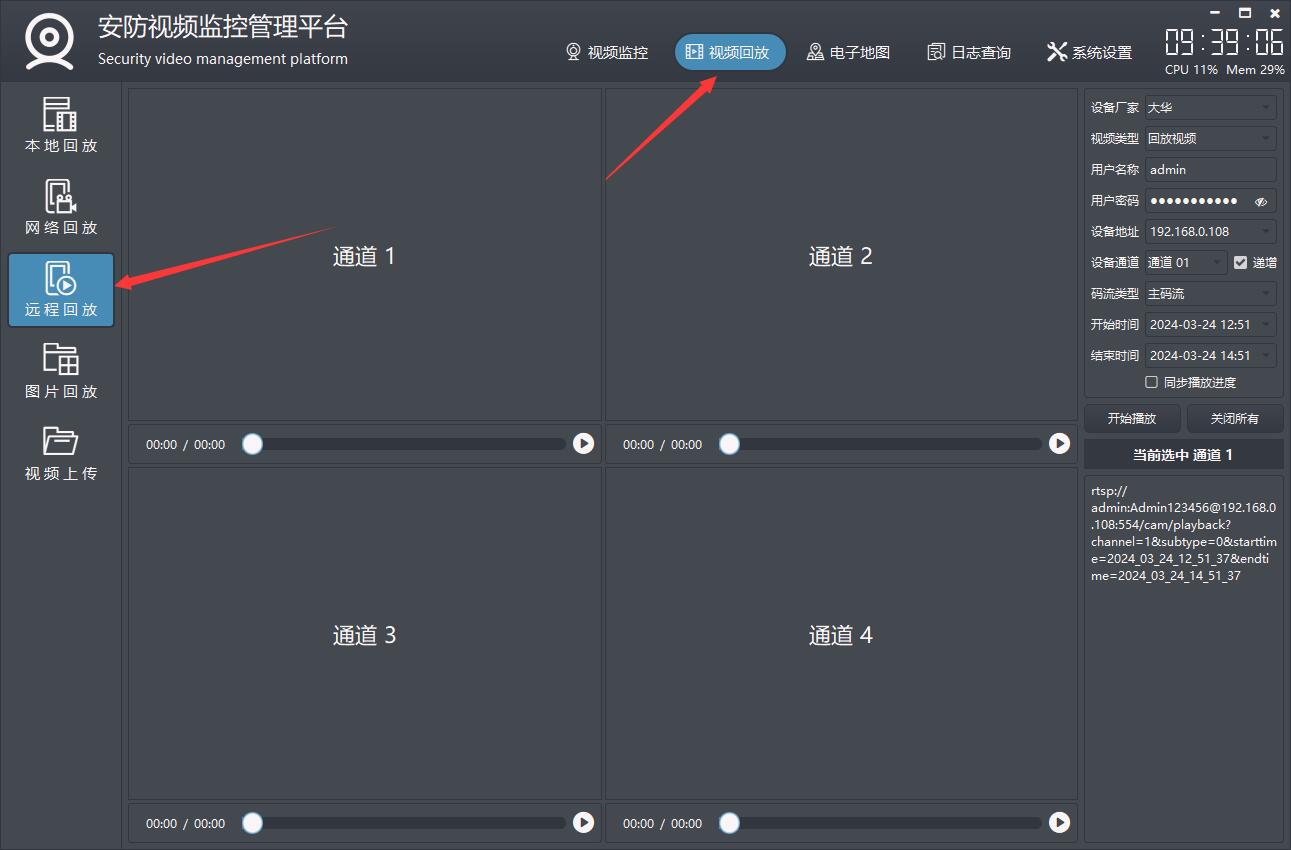 安防视频监控管理平台
Security video management platform
视频监控
视频回放
电子地图
日志查询
系统设置
09:39:06
CPU 11% Mem 29%
本地回放
网络回放
远程回放
图片回放
视频上传
通道 1
00:00 / 00:00
通道 2
00:00 / 00:00
通道 3
00:00 / 00:00
通道 4
00:00 / 00:00
设备厂家 大华
视频类型 回放视频
用户名称 admin
用户密码 ●●●●●●●●●●●
设备地址 192.168.0.108
设备通道 通道 01 递增
码流类型 主码流
开始时间 2024-03-24 12:51
结束时间 2024-03-24 14:51
同步播放进度
开始播放 关闭所有
当前选中 通道 1
rtsp://
admin:Admin123456@192.168.0
.108:554/cam/playback?
channel=1&subtype=0&starttim
e=2024_03_24_12_51_37&endti
me=2024_03_24_14_51_37